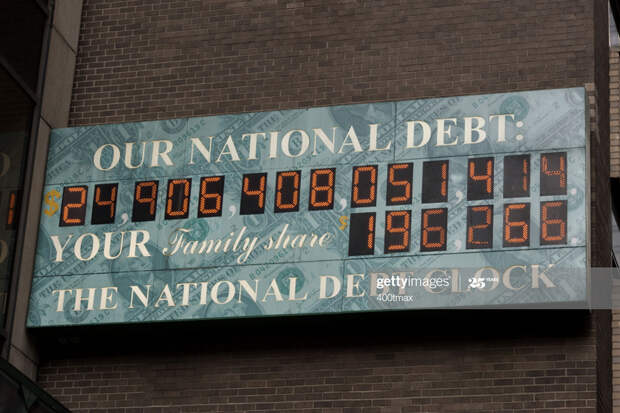 OUR NATIONAL DEBT:
$24,906,408,051,414
YOUR Family share $196,266
THE NATIONAL DEBT CLOCK
gettyimages
400tmax